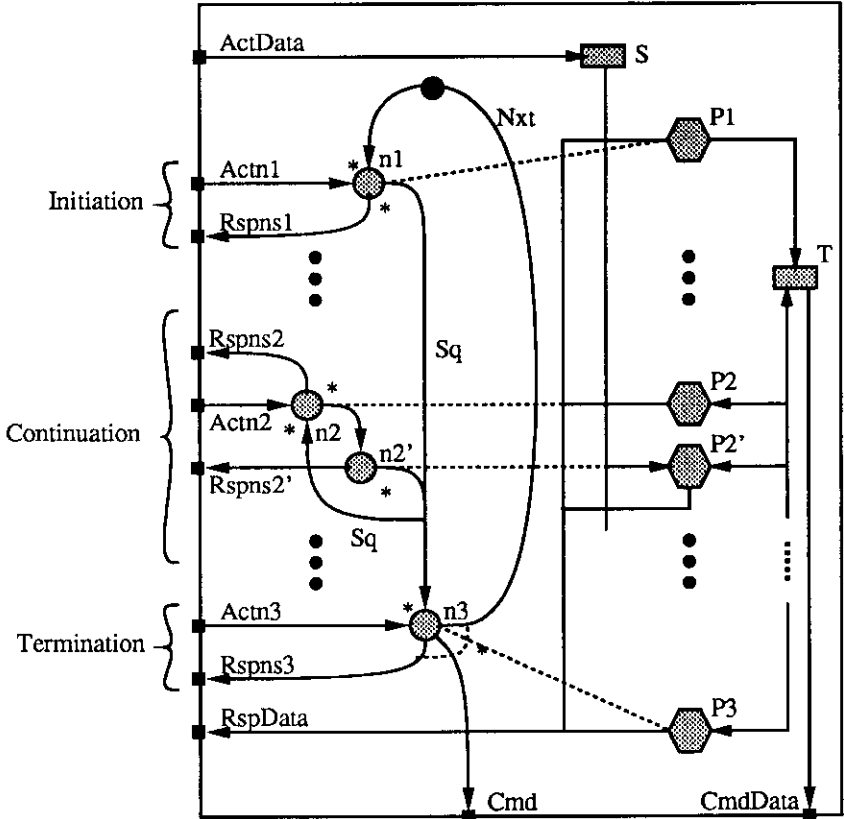 ActData
S
Nxt
P1
n1
*
Actn1
Initiation
*
Rspns1
T
Rspns2
Sq
P2
*
Actn2
*
n2
Continuation
n2'
P2'
Rspns2'
*
Sq
Actn3
*
n3
Termination
*
Rspns3
P3
RspData
Cmd
CmdData